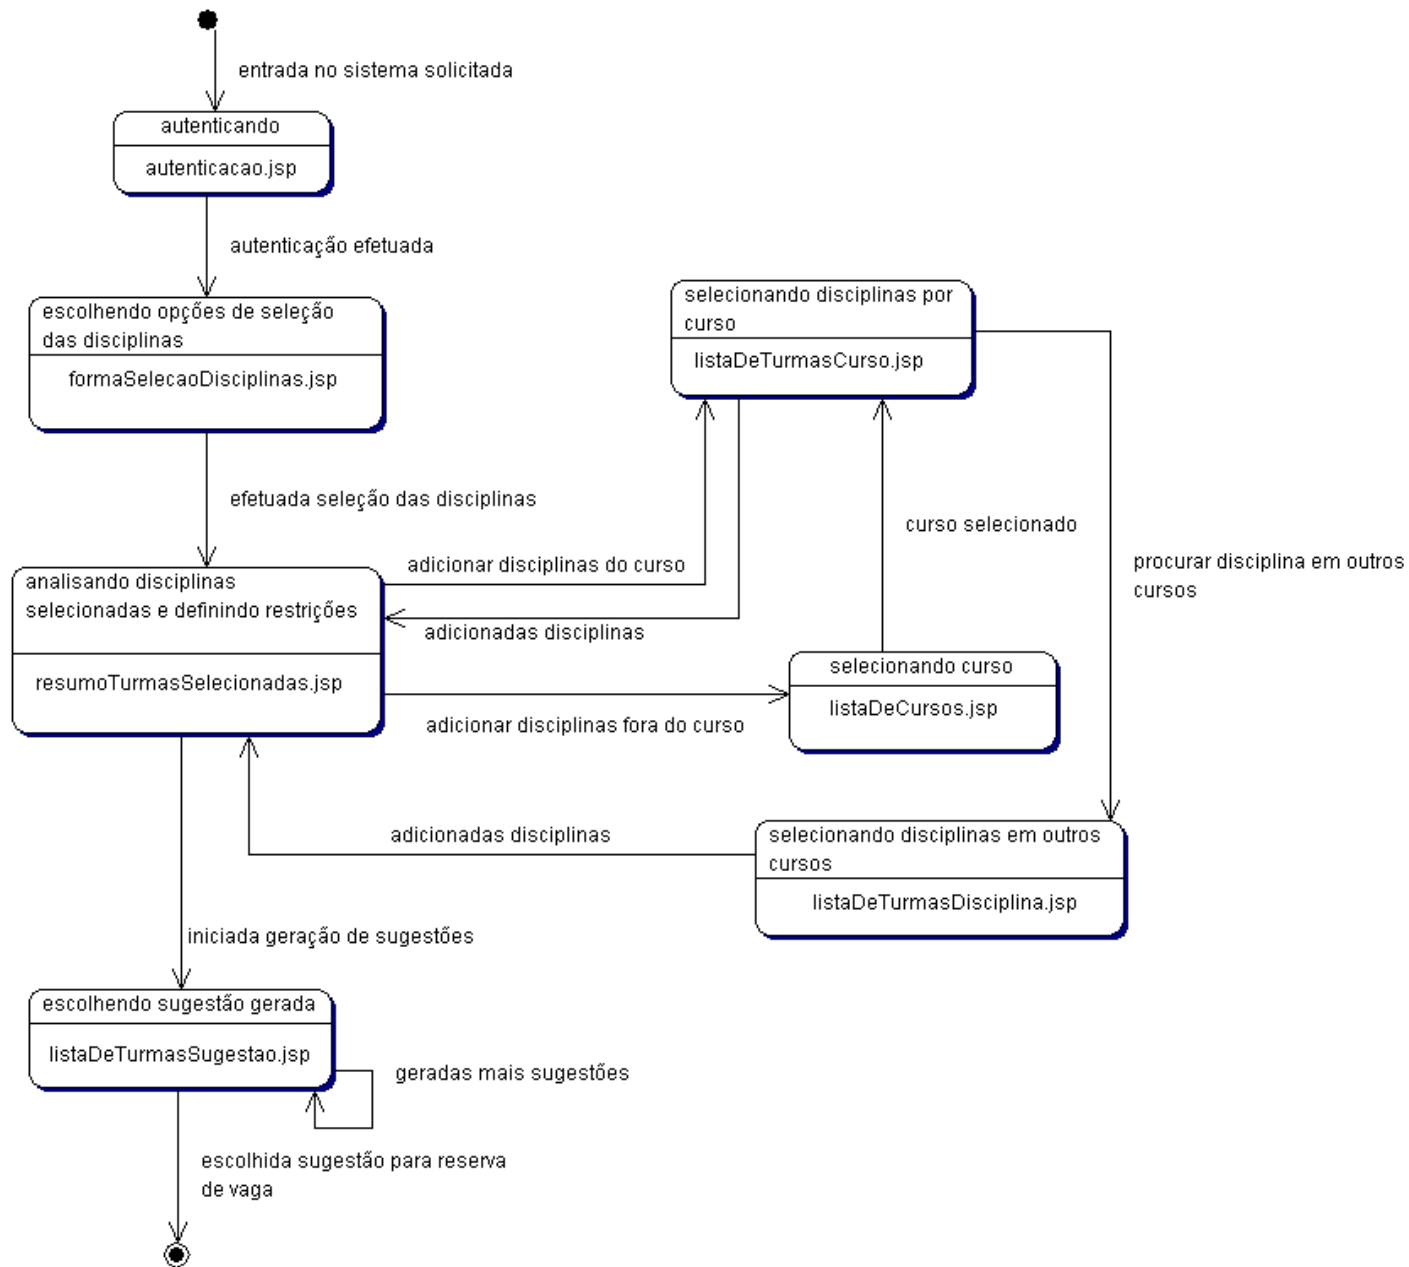 entrada no sistema solicitada
autenticando
autenticacao.jsp
autenticação efetuada
escolhendo opções de seleção
das disciplinas
formaSelecaoDisciplinas.jsp
selecionando disciplinas por
curso
listaDeTurmasCurso.jsp
efetuada seleção das disciplinas
curso selecionado
procurar disciplina em outros
cursos
adicionar disciplinas do curso
analisando disciplinas
selecionadas e definindo restrições
resumoTurmasSelecionadas.jsp
adicionadas disciplinas
selecionando curso
listaDeCursos.jsp
adicionar disciplinas fora do curso
adicionadas disciplinas
selecionando disciplinas em outros
cursos
listaDeTurmasDisciplina.jsp
iniciada geração de sugestões
escolhendo sugestão gerada
listaDeTurmasSugestao.jsp
geradas mais sugestões
escolhida sugestão para reserva
de vaga